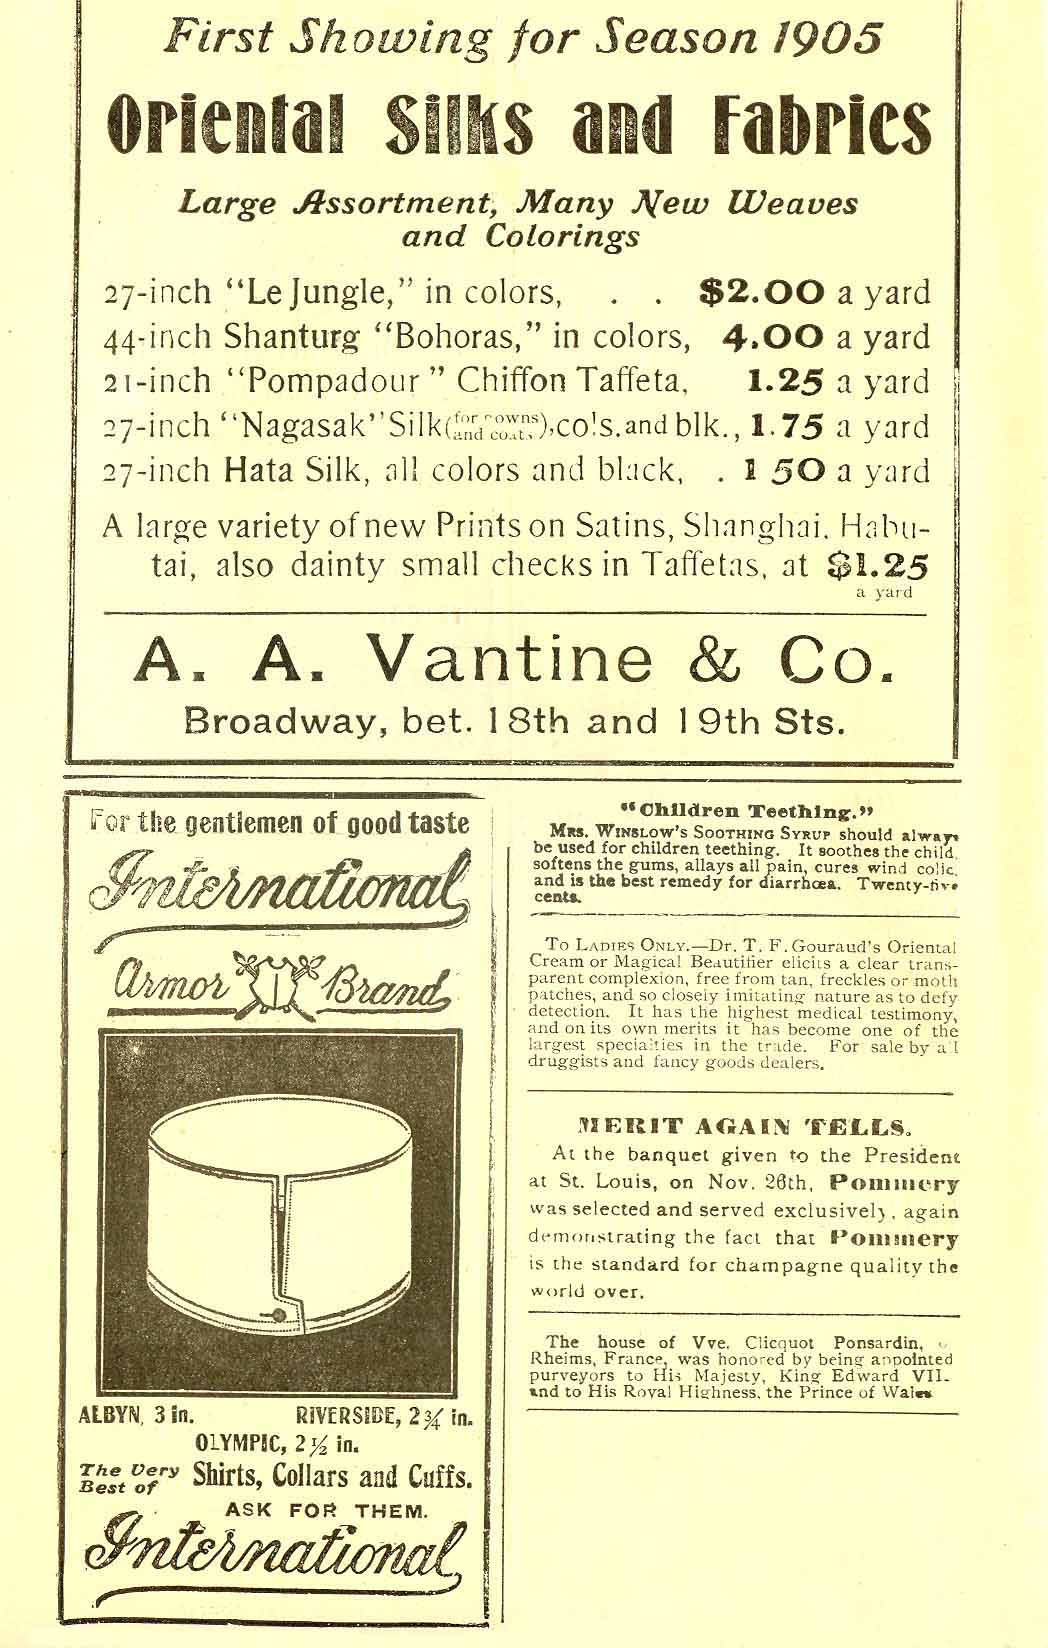 First Showing for Season 1905
Oriental Silks and Fabrics
Large Assortment, Many New Weaves
and Colorings
27-inch “Le Jungle,” in colors, . . $2.00 a yard
44-inch Shanturg “Bohoras,” in colors, 4.00 a yard
21-inch “Pompadour” Chiffon Taffeta, 1.25 a yard
27-inch “Nagasak” Silk (for gowns and coats), cols. and blk., 1.75 a yard
27-inch Hata Silk, all colors and black, . 1 50 a yard
A large variety of new Prints on Satins, Shanghai, Habu-
tai, also dainty small checks in Taffetas, at $1.25
a yard
A. A. Vantine & Co.
Broadway, bet. 18th and 19th Sts.
For the gentlemen of good taste
International
Armor Brand
ALBYN, 3 in. RIVERSIDE, 2¾ in.
OLYMPIC, 2½ in.
The Very
Best of Shirts, Collars and Cuffs.
ASK FOR THEM.
International
“Children Teething.”
MRS. WINSLOW'S SOOTHING SYRUP should always
be used for children teething. It soothes the child,
softens the gums, allays all pain, cures wind colic,
and is the best remedy for diarrhœa. Twenty-five
cents.
TO LADIES ONLY.—Dr. T. F. Gouraud's Oriental
Cream or Magical Beautifier elicits a clear trans-
parent complexion, free from tan, freckles or moth
patches, and so closely imitating nature as to defy
detection. It has the highest medical testimony,
and on its own merits it has become one of the
largest specialties in the trade. For sale by all
druggists and fancy goods dealers.
MERIT AGAIN TELLS.
At the banquet given to the President
at St. Louis, on Nov. 26th, Pommery
was selected and served exclusively, again
demonstrating the fact that Pommery
is the standard for champagne quality the
world over.
The house of Vve. Clicquot Ponsardin,
Rheims, France, was honored by being appointed
purveyors to His Majesty, King Edward VII.
and to His Royal Highness, the Prince of Wales